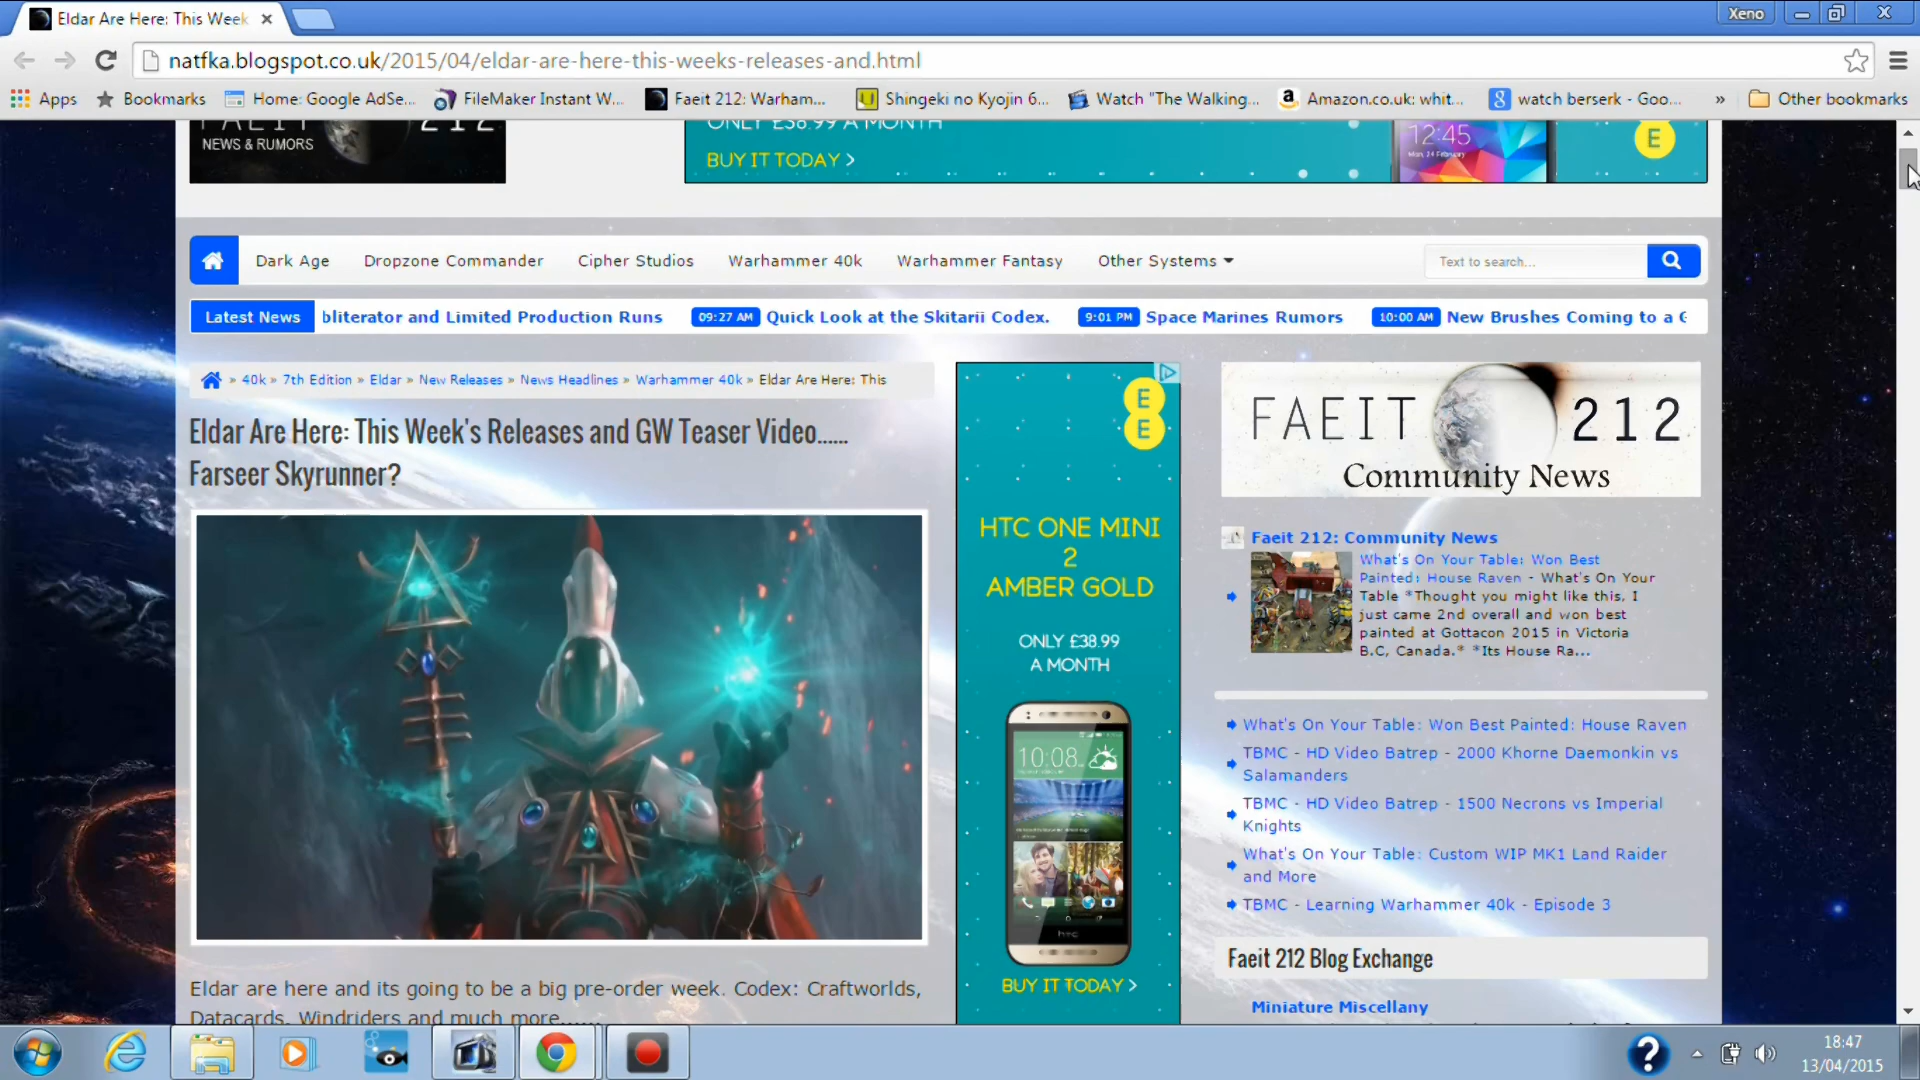 Eldar Are Here: This Week
Xeno
natfka.blogspot.co.uk/2015/04/eldar-are-here-this-weeks-releases-and.html
Apps
Bookmarks
Home: Google AdSe...
FileMaker Instant W...
Faeit 212: Warham...
Shingeki no Kyojin 6...
Watch "The Walking...
Amazon.co.uk: whit...
watch berserk - Goo...
»
Other bookmarks
FAEIT 212
NEWS & RUMORS
ONLY £38.99 A MONTH
BUY IT TODAY >
12:45
Mon, 24 February
E
Dark Age
Dropzone Commander
Cipher Studios
Warhammer 40k
Warhammer Fantasy
Other Systems
Text to search...
Latest News
bliterator and Limited Production Runs
09:27 AM Quick Look at the Skitarii Codex.
9:01 PM Space Marines Rumors
10:00 AM New Brushes Coming to a G
» 40k » 7th Edition » Eldar » New Releases » News Headlines » Warhammer 40k » Eldar Are Here: This
Eldar Are Here: This Week's Releases and GW Teaser Video......
Farseer Skyrunner?
Eldar are here and its going to be a big pre-order week. Codex: Craftworlds,
Datacards, Windriders and much more......
E
E
HTC ONE MINI
2
AMBER GOLD
ONLY £38.99
A MONTH
10:08
htc
BUY IT TODAY >
FAEIT 212
Community News
Faeit 212: Community News
What's On Your Table: Won Best
Painted: House Raven - What's On Your
Table *Thought you might like this, I
just came 2nd overall and won best
painted at Gottacon 2015 in Victoria
B.C, Canada.* *Its House Ra...
What's On Your Table: Won Best Painted: House Raven
TBMC - HD Video Batrep - 2000 Khorne Daemonkin vs
Salamanders
TBMC - HD Video Batrep - 1500 Necrons vs Imperial
Knights
What's On Your Table: Custom WIP MK1 Land Raider
and More
TBMC - Learning Warhammer 40k - Episode 3
Faeit 212 Blog Exchange
Miniature Miscellany
18:47
13/04/2015